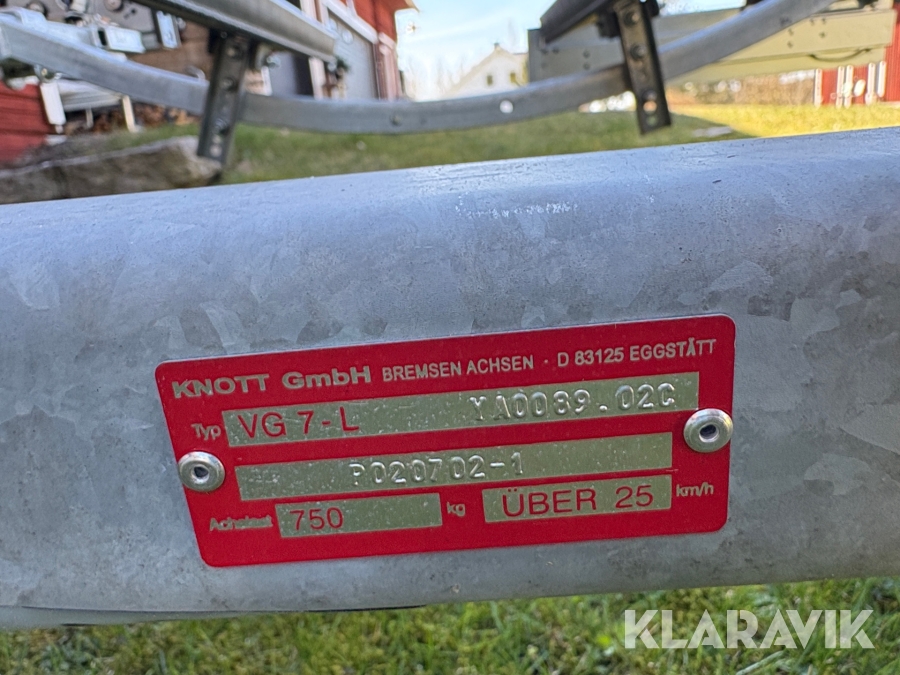 KNOTT GmbH BREMSEN ACHSEN · D 83125 EGGSTÄTT
Typ VG 7-L YA0089.02C
P020702-1
Achslast 750 kg ÜBER 25 km/h
KLARAVIK